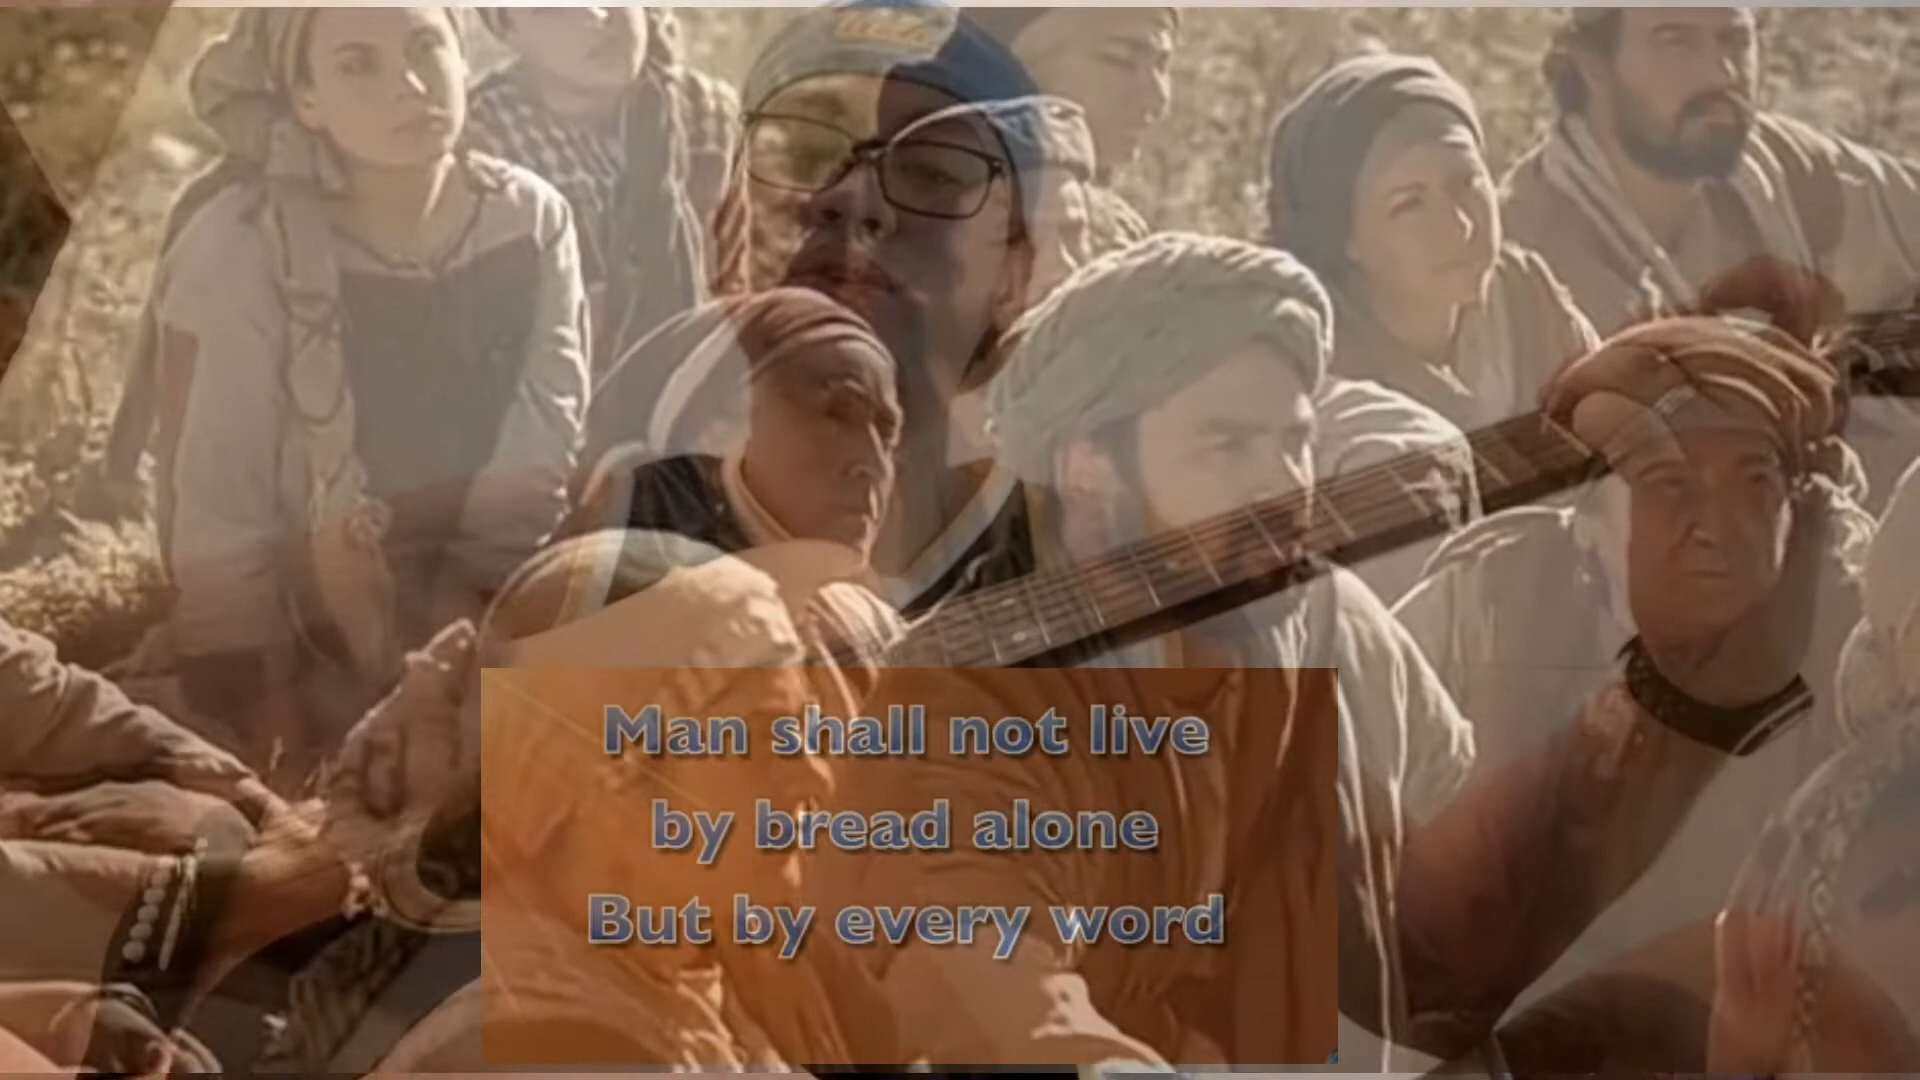 Man shall not live
by bread alone
But by every word